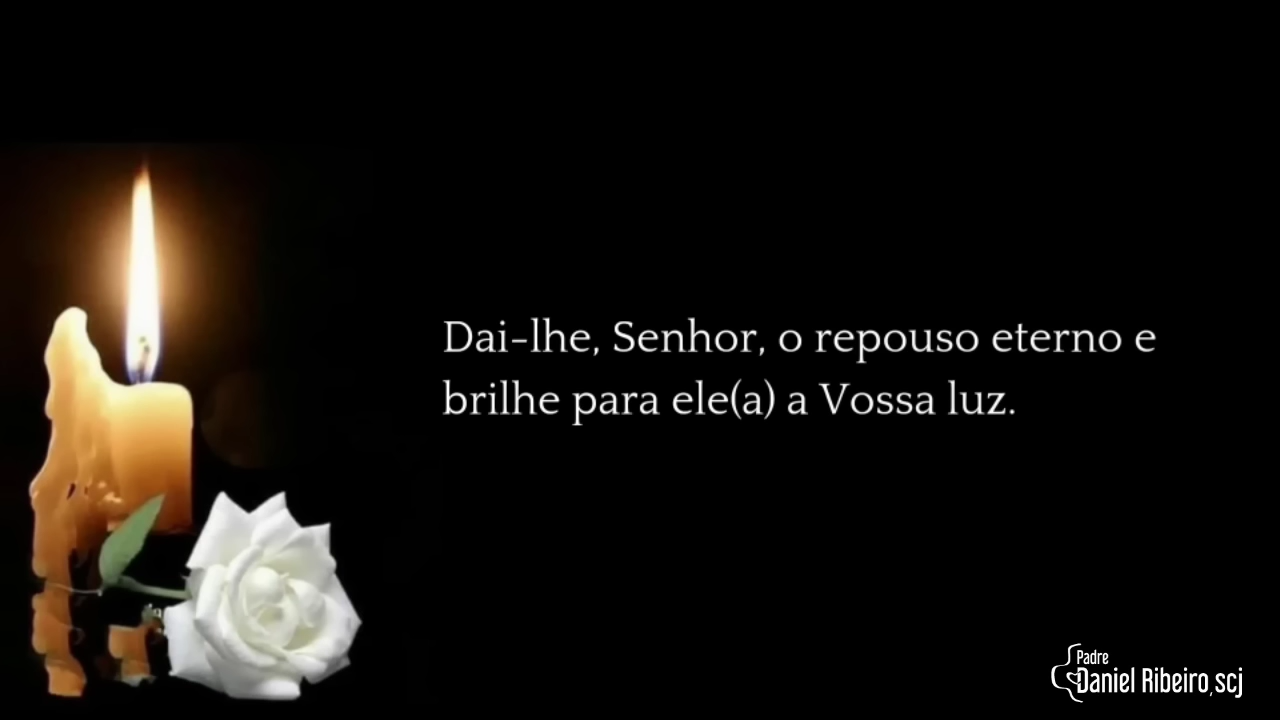 Dai-lhe, Senhor, o repouso eterno e
brilhe para ele(a) a Vossa luz.
Padre
Daniel Ribeiro, scj